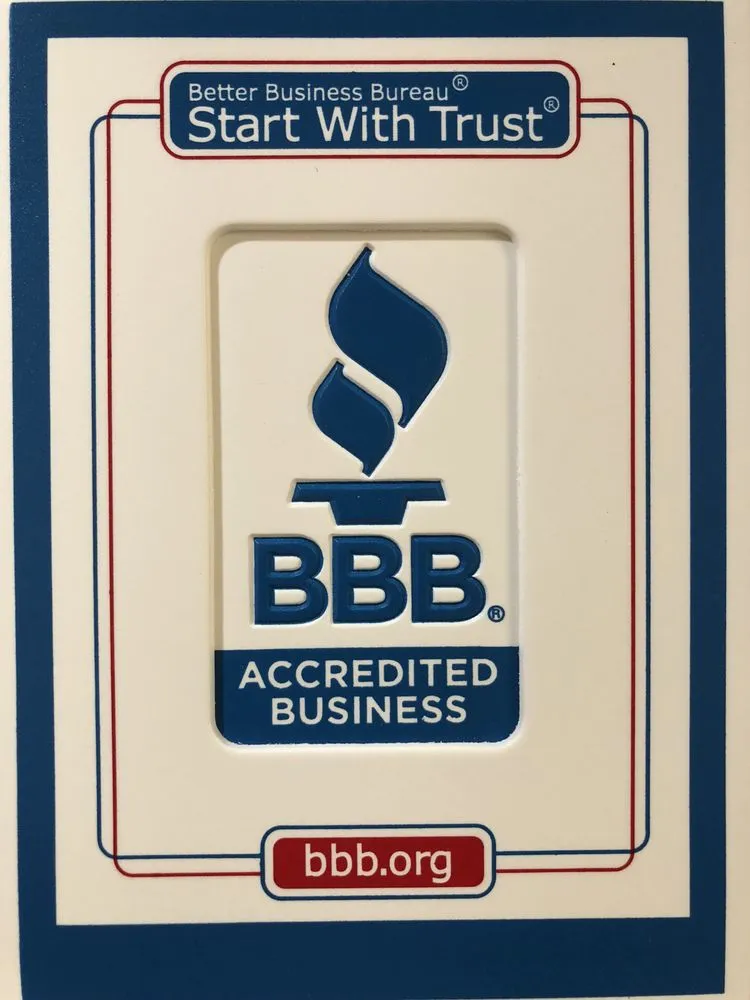 Better Business Bureau®
Start With Trust®
BBB®
ACCREDITED
BUSINESS
bbb.org